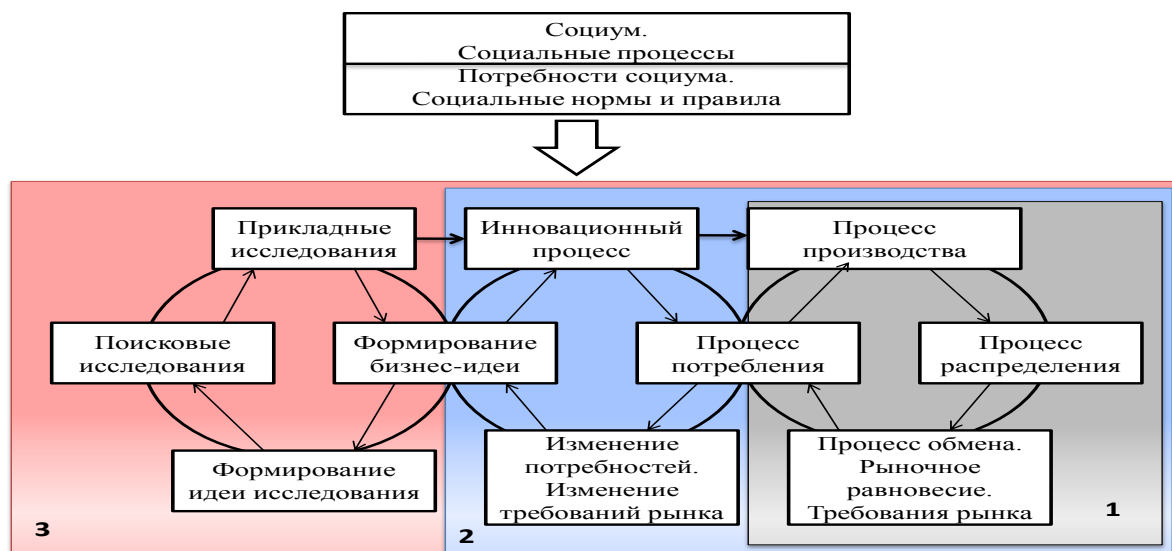 Социум.
Социальные процессы
Потребности социума.
Социальные нормы и правила
Прикладные
исследования
Инновационный
процесс
Процесс
производства
Поисковые
исследования
Формирование
бизнес-идеи
Процесс
потребления
Процесс
распределения
Формирование
идеи исследования
Изменение
потребностей.
Изменение
требований рынка
Процесс обмена.
Рыночное
равновесие.
Требования рынка
3
2
1